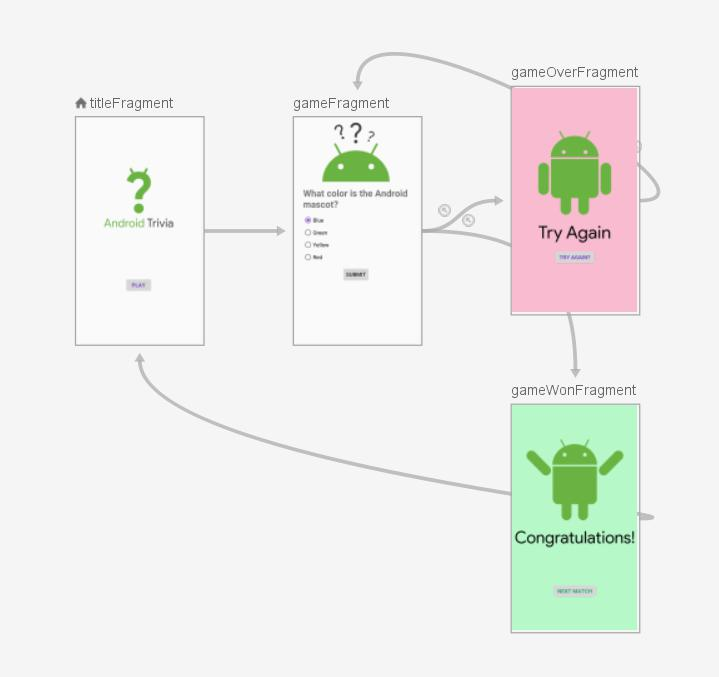 titleFragment
Android Trivia
PLAY
gameFragment
? ? ?
What color is the Android
mascot?
Blue
Green
Yellow
Red
SUBMIT
gameOverFragment
Try Again
TRY AGAIN?
gameWonFragment
Congratulations!
NEXT MATCH